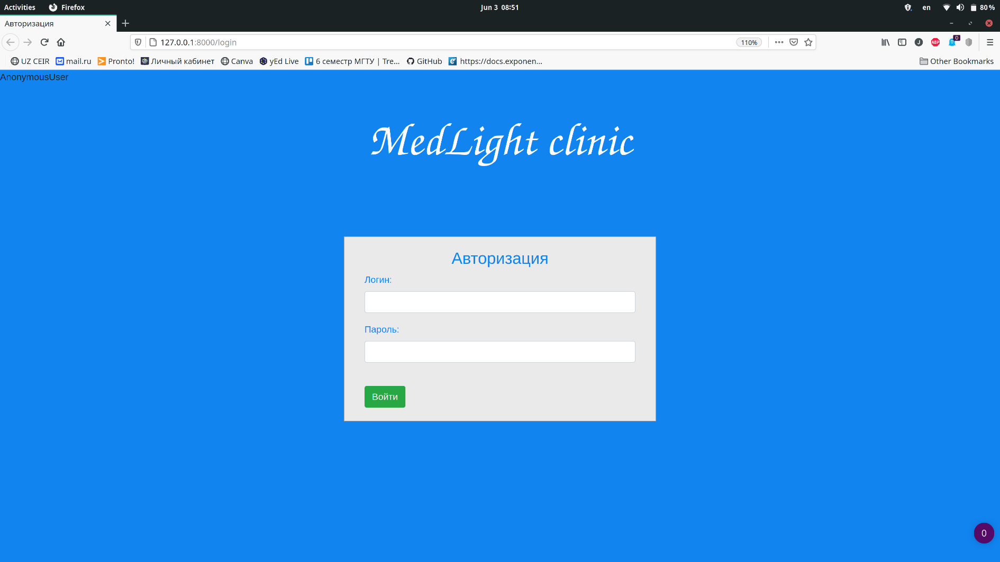 Activities Firefox Jun 3 08:51 en 80%
Авторизация
127.0.0.1:8000/login 110% J ABP 0
UZ CEIR mail.ru Pronto! Личный кабинет Canva yEd Live 6 семестр МГТУ | Tre... GitHub https://docs.exponen... Other Bookmarks
AnonymousUser
MedLight clinic
Авторизация
Логин:
Пароль:
Войти
0